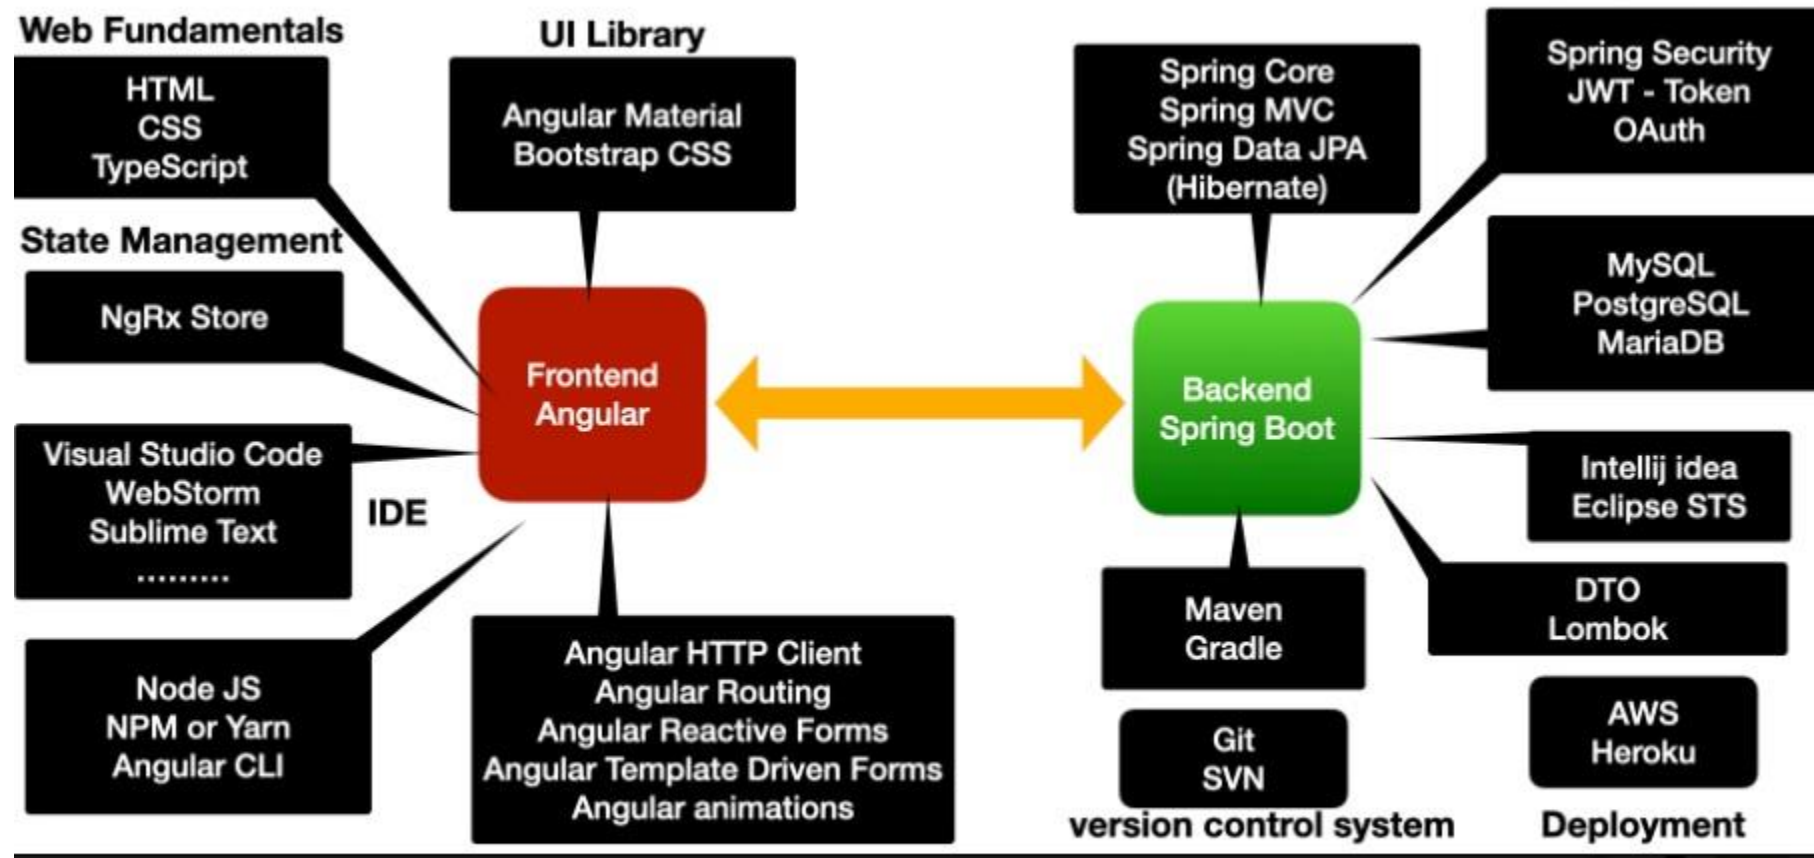 Web Fundamentals
HTML
CSS
TypeScript
UI Library
Angular Material
Bootstrap CSS
State Management
NgRx Store
Visual Studio Code
WebStorm
Sublime Text
.........
IDE
Node JS
NPM or Yarn
Angular CLI
Frontend
Angular
Angular HTTP Client
Angular Routing
Angular Reactive Forms
Angular Template Driven Forms
Angular animations
Spring Core
Spring MVC
Spring Data JPA
(Hibernate)
Spring Security
JWT - Token
OAuth
MySQL
PostgreSQL
MariaDB
Backend
Spring Boot
Intellij idea
Eclipse STS
DTO
Lombok
Maven
Gradle
Git
SVN
version control system
AWS
Heroku
Deployment